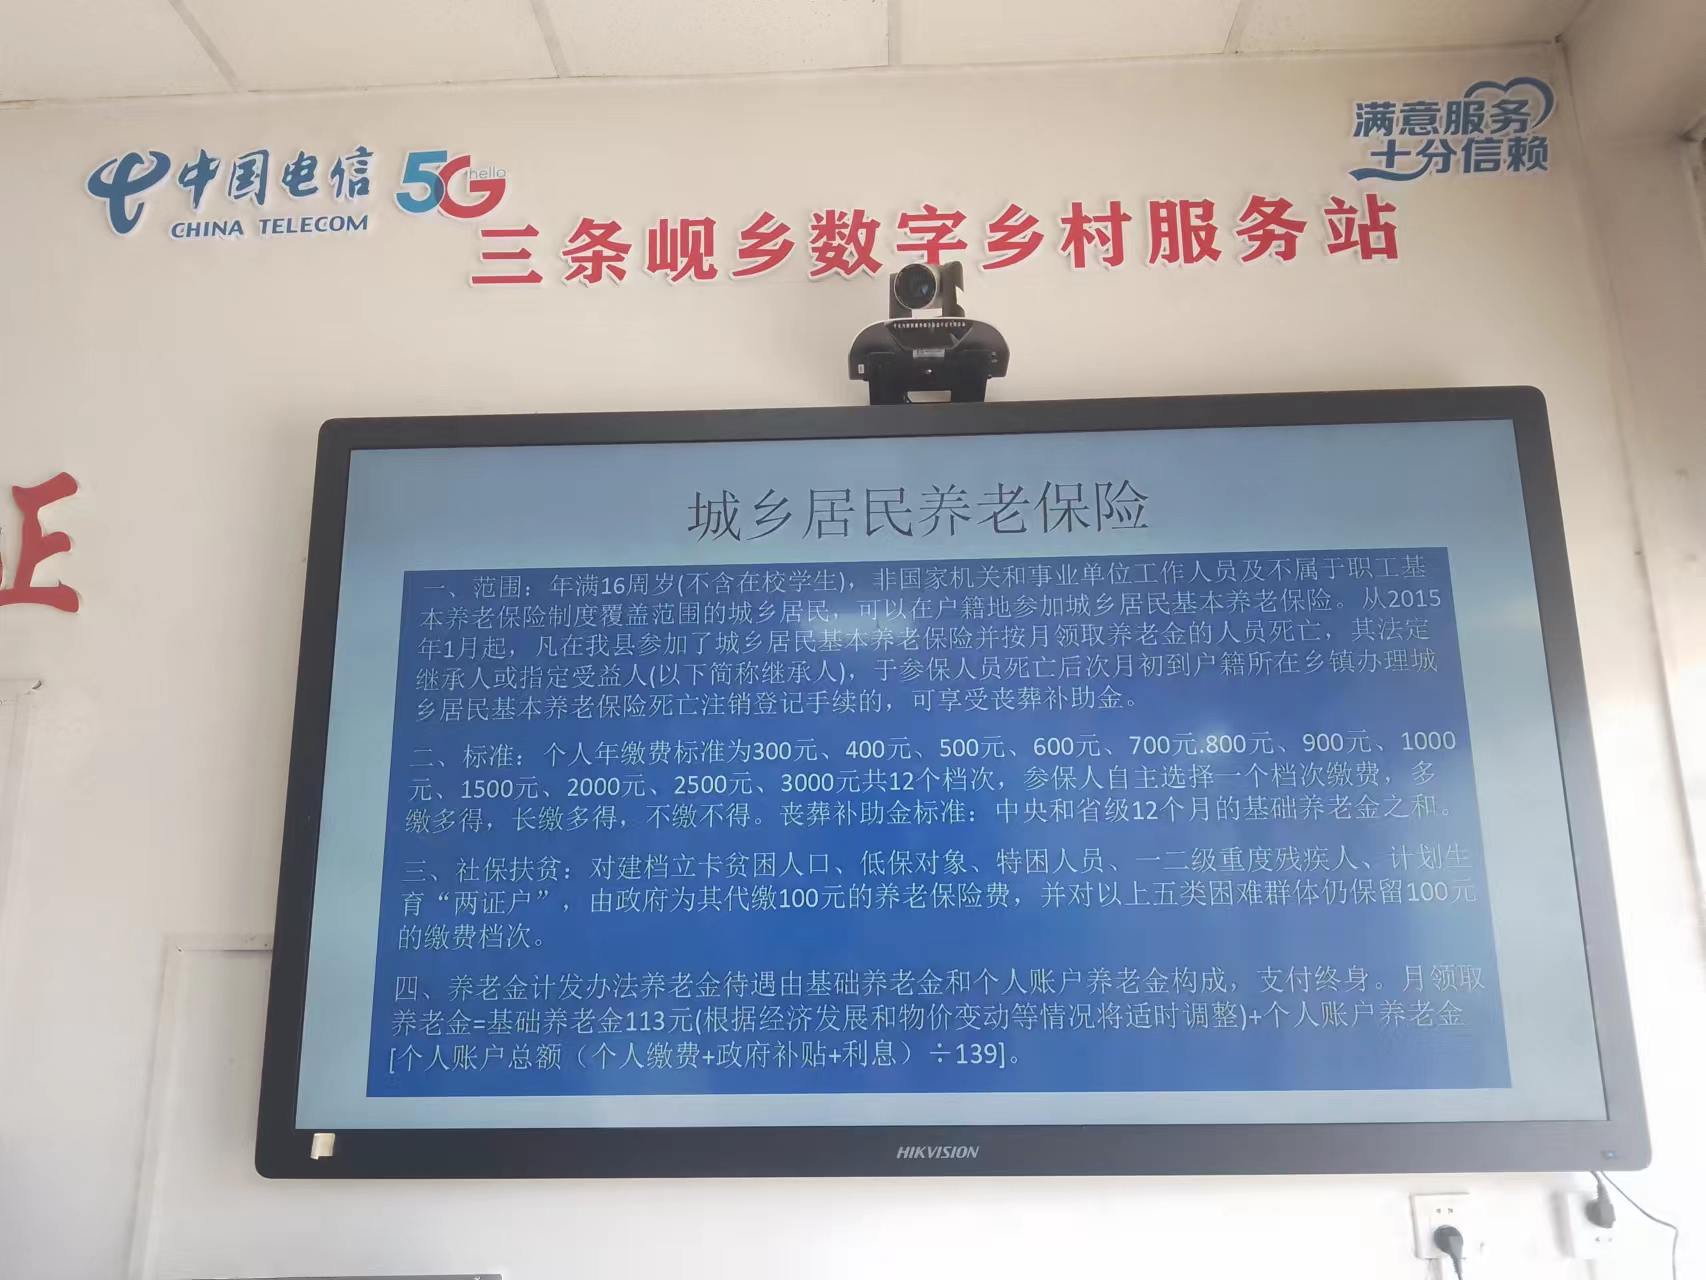 满意服务
十分信赖
中国电信
CHINA TELECOM
5G
hello
三条岘乡数字乡村服务站
正
城乡居民养老保险
一、范围：年满16周岁(不含在校学生)，非国家机关和事业单位工作人员及不属于职工基
本养老保险制度覆盖范围的城乡居民，可以在户籍地参加城乡居民基本养老保险。从2015
年1月起，凡在我县参加了城乡居民基本养老保险并按月领取养老金的人员死亡，其法定
继承人或指定受益人(以下简称继承人)，于参保人员死亡后次月初到户籍所在乡镇办理城
乡居民基本养老保险死亡注销登记手续的，可享受丧葬补助金。
二、标准：个人年缴费标准为300元、400元、500元、600元、700元.800元、900元、1000
元、1500元、2000元、2500元、3000元共12个档次，参保人自主选择一个档次缴费，多
缴多得，长缴多得，不缴不得。丧葬补助金标准：中央和省级12个月的基础养老金之和。
三、社保扶贫：对建档立卡贫困人口、低保对象、特困人员、一二级重度残疾人、计划生
育“两证户”，由政府为其代缴100元的养老保险费，并对以上五类困难群体仍保留100元
的缴费档次。
四、养老金计发办法养老金待遇由基础养老金和个人账户养老金构成，支付终身。月领取
养老金=基础养老金113元(根据经济发展和物价变动等情况将适时调整)+个人账户养老金
[个人账户总额（个人缴费+政府补贴+利息）÷139]。
HIKVISION